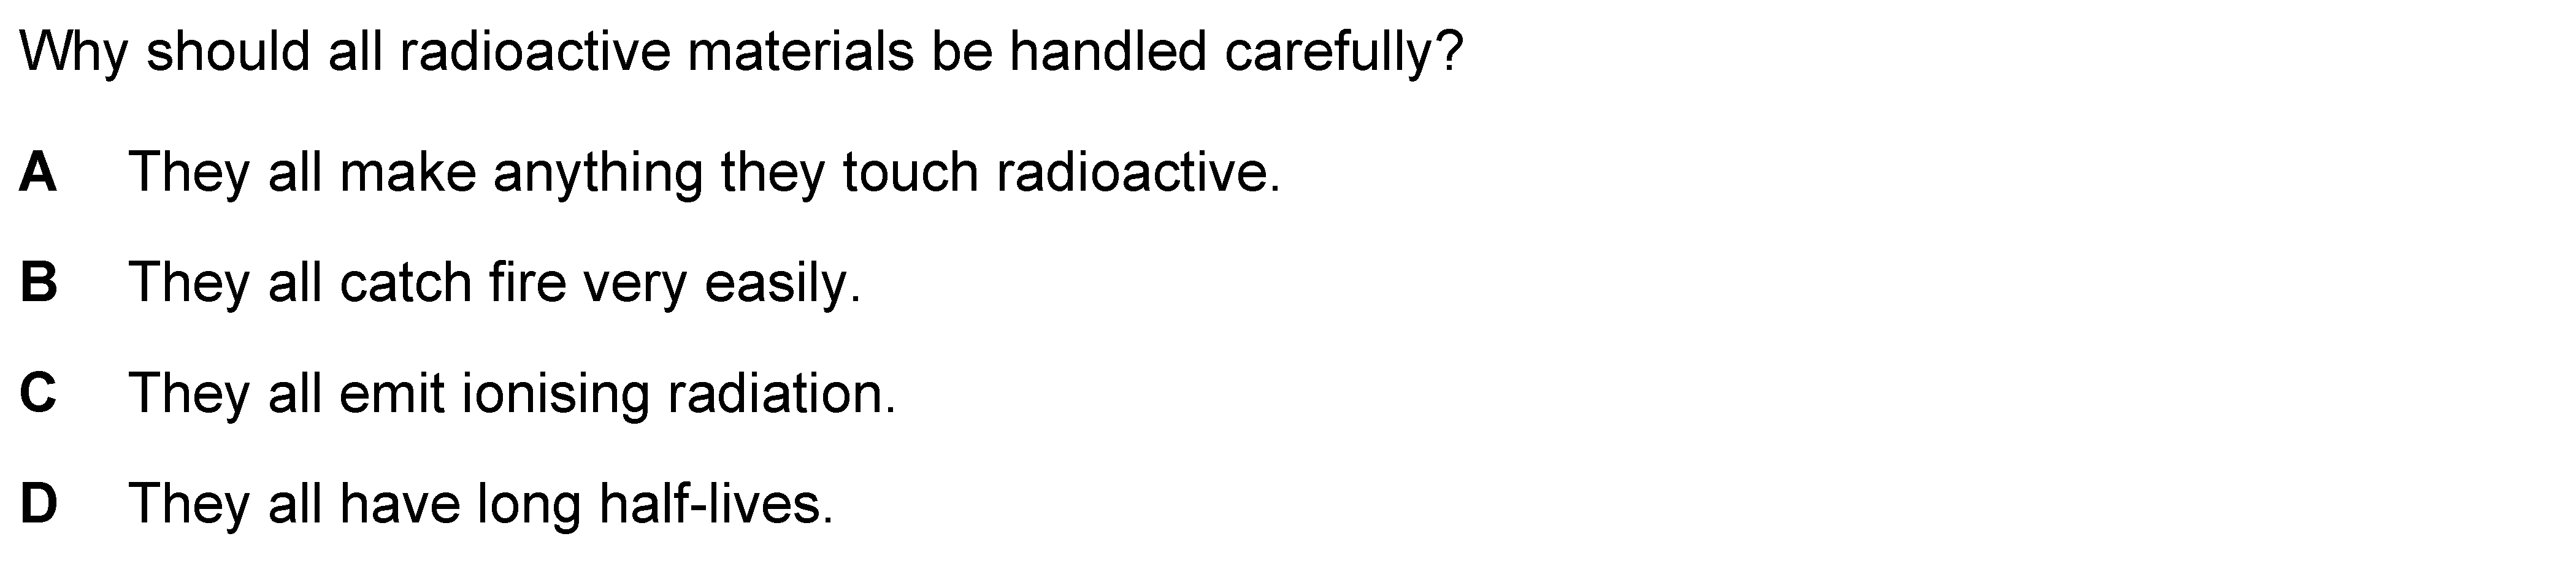 Why should all radioactive materials be handled carefully?
A They all make anything they touch radioactive.
B They all catch fire very easily.
C They all emit ionising radiation.
D They all have long half-lives.